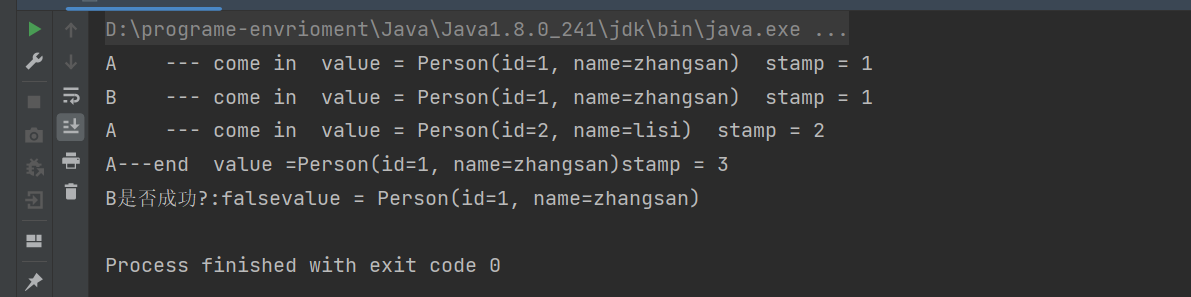 D:\programe-envrioment\Java\Java1.8.0_241\jdk\bin\java.exe ...
A    --- come in  value = Person(id=1, name=zhangsan)  stamp = 1
B    --- come in  value = Person(id=1, name=zhangsan)  stamp = 1
A    --- come in  value = Person(id=2, name=lisi)  stamp = 2
A---end  value =Person(id=1, name=zhangsan)stamp = 3
B是否成功?:falsevalue = Person(id=1, name=zhangsan)
Process finished with exit code 0